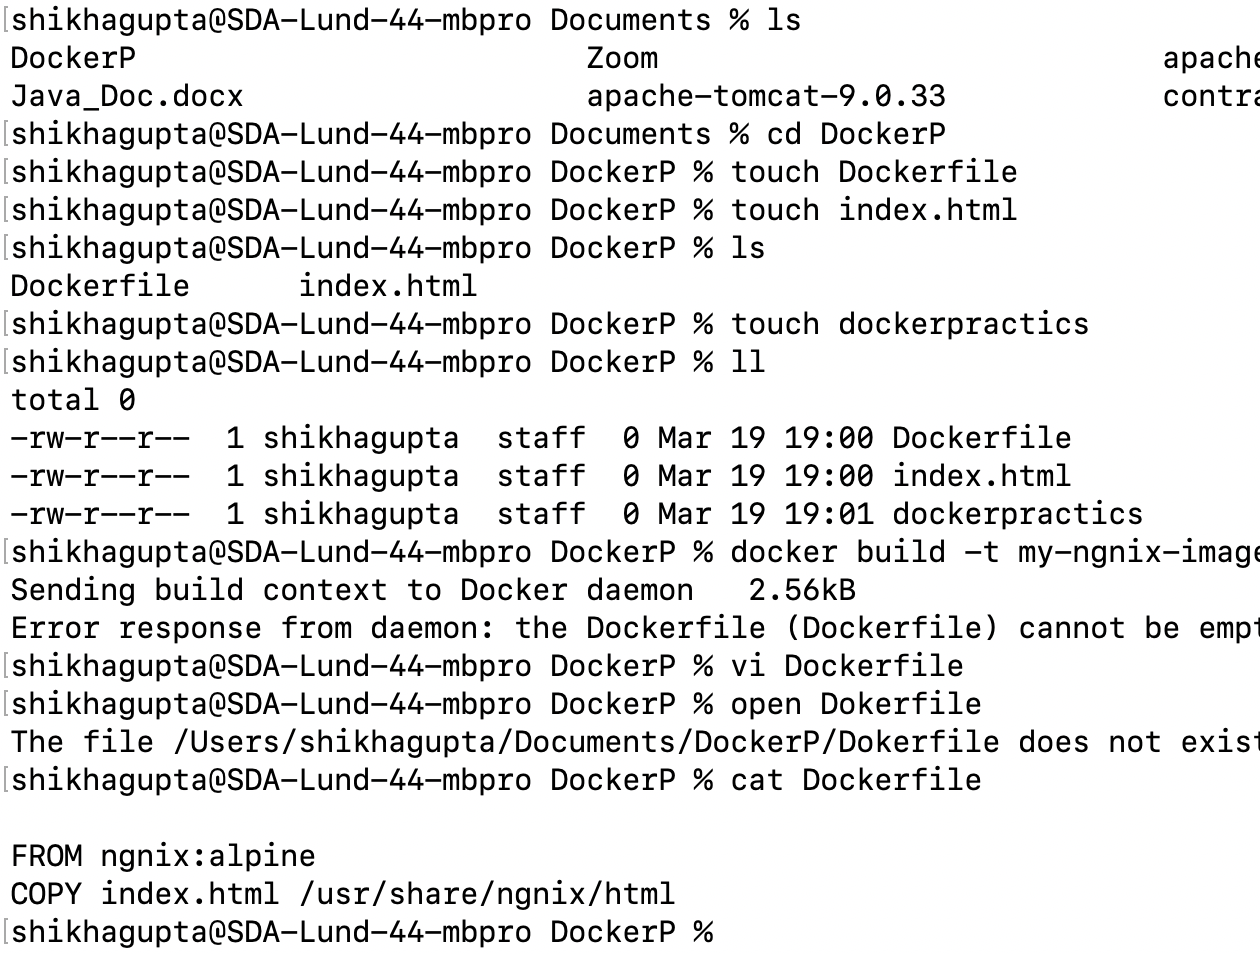 [shikhagupta@SDA-Lund-44-mbpro Documents % ls
DockerP Zoom apache
Java_Doc.docx apache-tomcat-9.0.33 contra
[shikhagupta@SDA-Lund-44-mbpro Documents % cd DockerP
[shikhagupta@SDA-Lund-44-mbpro DockerP % touch Dockerfile
[shikhagupta@SDA-Lund-44-mbpro DockerP % touch index.html
[shikhagupta@SDA-Lund-44-mbpro DockerP % ls
Dockerfile index.html
[shikhagupta@SDA-Lund-44-mbpro DockerP % touch dockerpractics
[shikhagupta@SDA-Lund-44-mbpro DockerP % ll
total 0
-rw-r--r-- 1 shikhagupta staff 0 Mar 19 19:00 Dockerfile
-rw-r--r-- 1 shikhagupta staff 0 Mar 19 19:00 index.html
-rw-r--r-- 1 shikhagupta staff 0 Mar 19 19:01 dockerpractics
[shikhagupta@SDA-Lund-44-mbpro DockerP % docker build -t my-ngnix-image
Sending build context to Docker daemon 2.56kB
Error response from daemon: the Dockerfile (Dockerfile) cannot be empt
[shikhagupta@SDA-Lund-44-mbpro DockerP % vi Dockerfile
[shikhagupta@SDA-Lund-44-mbpro DockerP % open Dokerfile
The file /Users/shikhagupta/Documents/DockerP/Dokerfile does not exist
[shikhagupta@SDA-Lund-44-mbpro DockerP % cat Dockerfile
FROM ngnix:alpine
COPY index.html /usr/share/ngnix/html
[shikhagupta@SDA-Lund-44-mbpro DockerP %